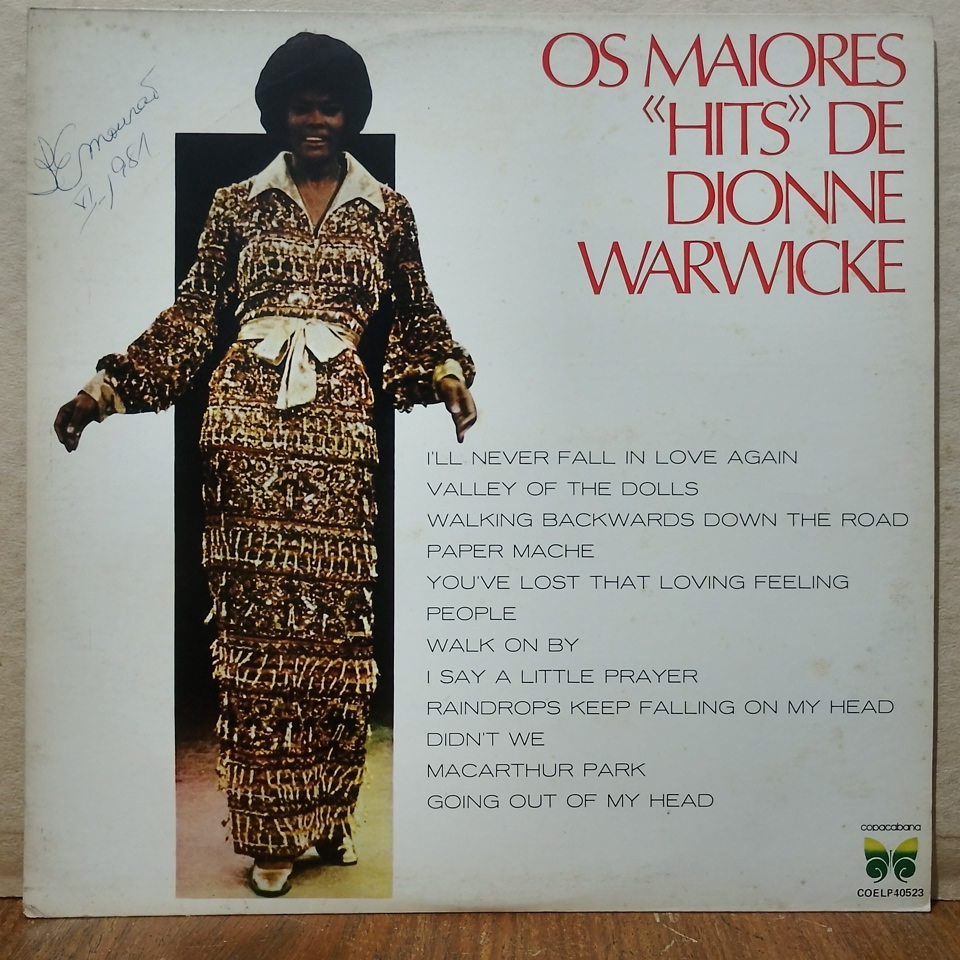 OS MAIORES
«HITS» DE
DIONNE
WARWICKE
Mourão
VI-1981
I'LL NEVER FALL IN LOVE AGAIN
VALLEY OF THE DOLLS
WALKING BACKWARDS DOWN THE ROAD
PAPER MACHE
YOU'VE LOST THAT LOVING FEELING
PEOPLE
WALK ON BY
I SAY A LITTLE PRAYER
RAINDROPS KEEP FALLING ON MY HEAD
DIDN'T WE
MACARTHUR PARK
GOING OUT OF MY HEAD
copacabana
COELP40523